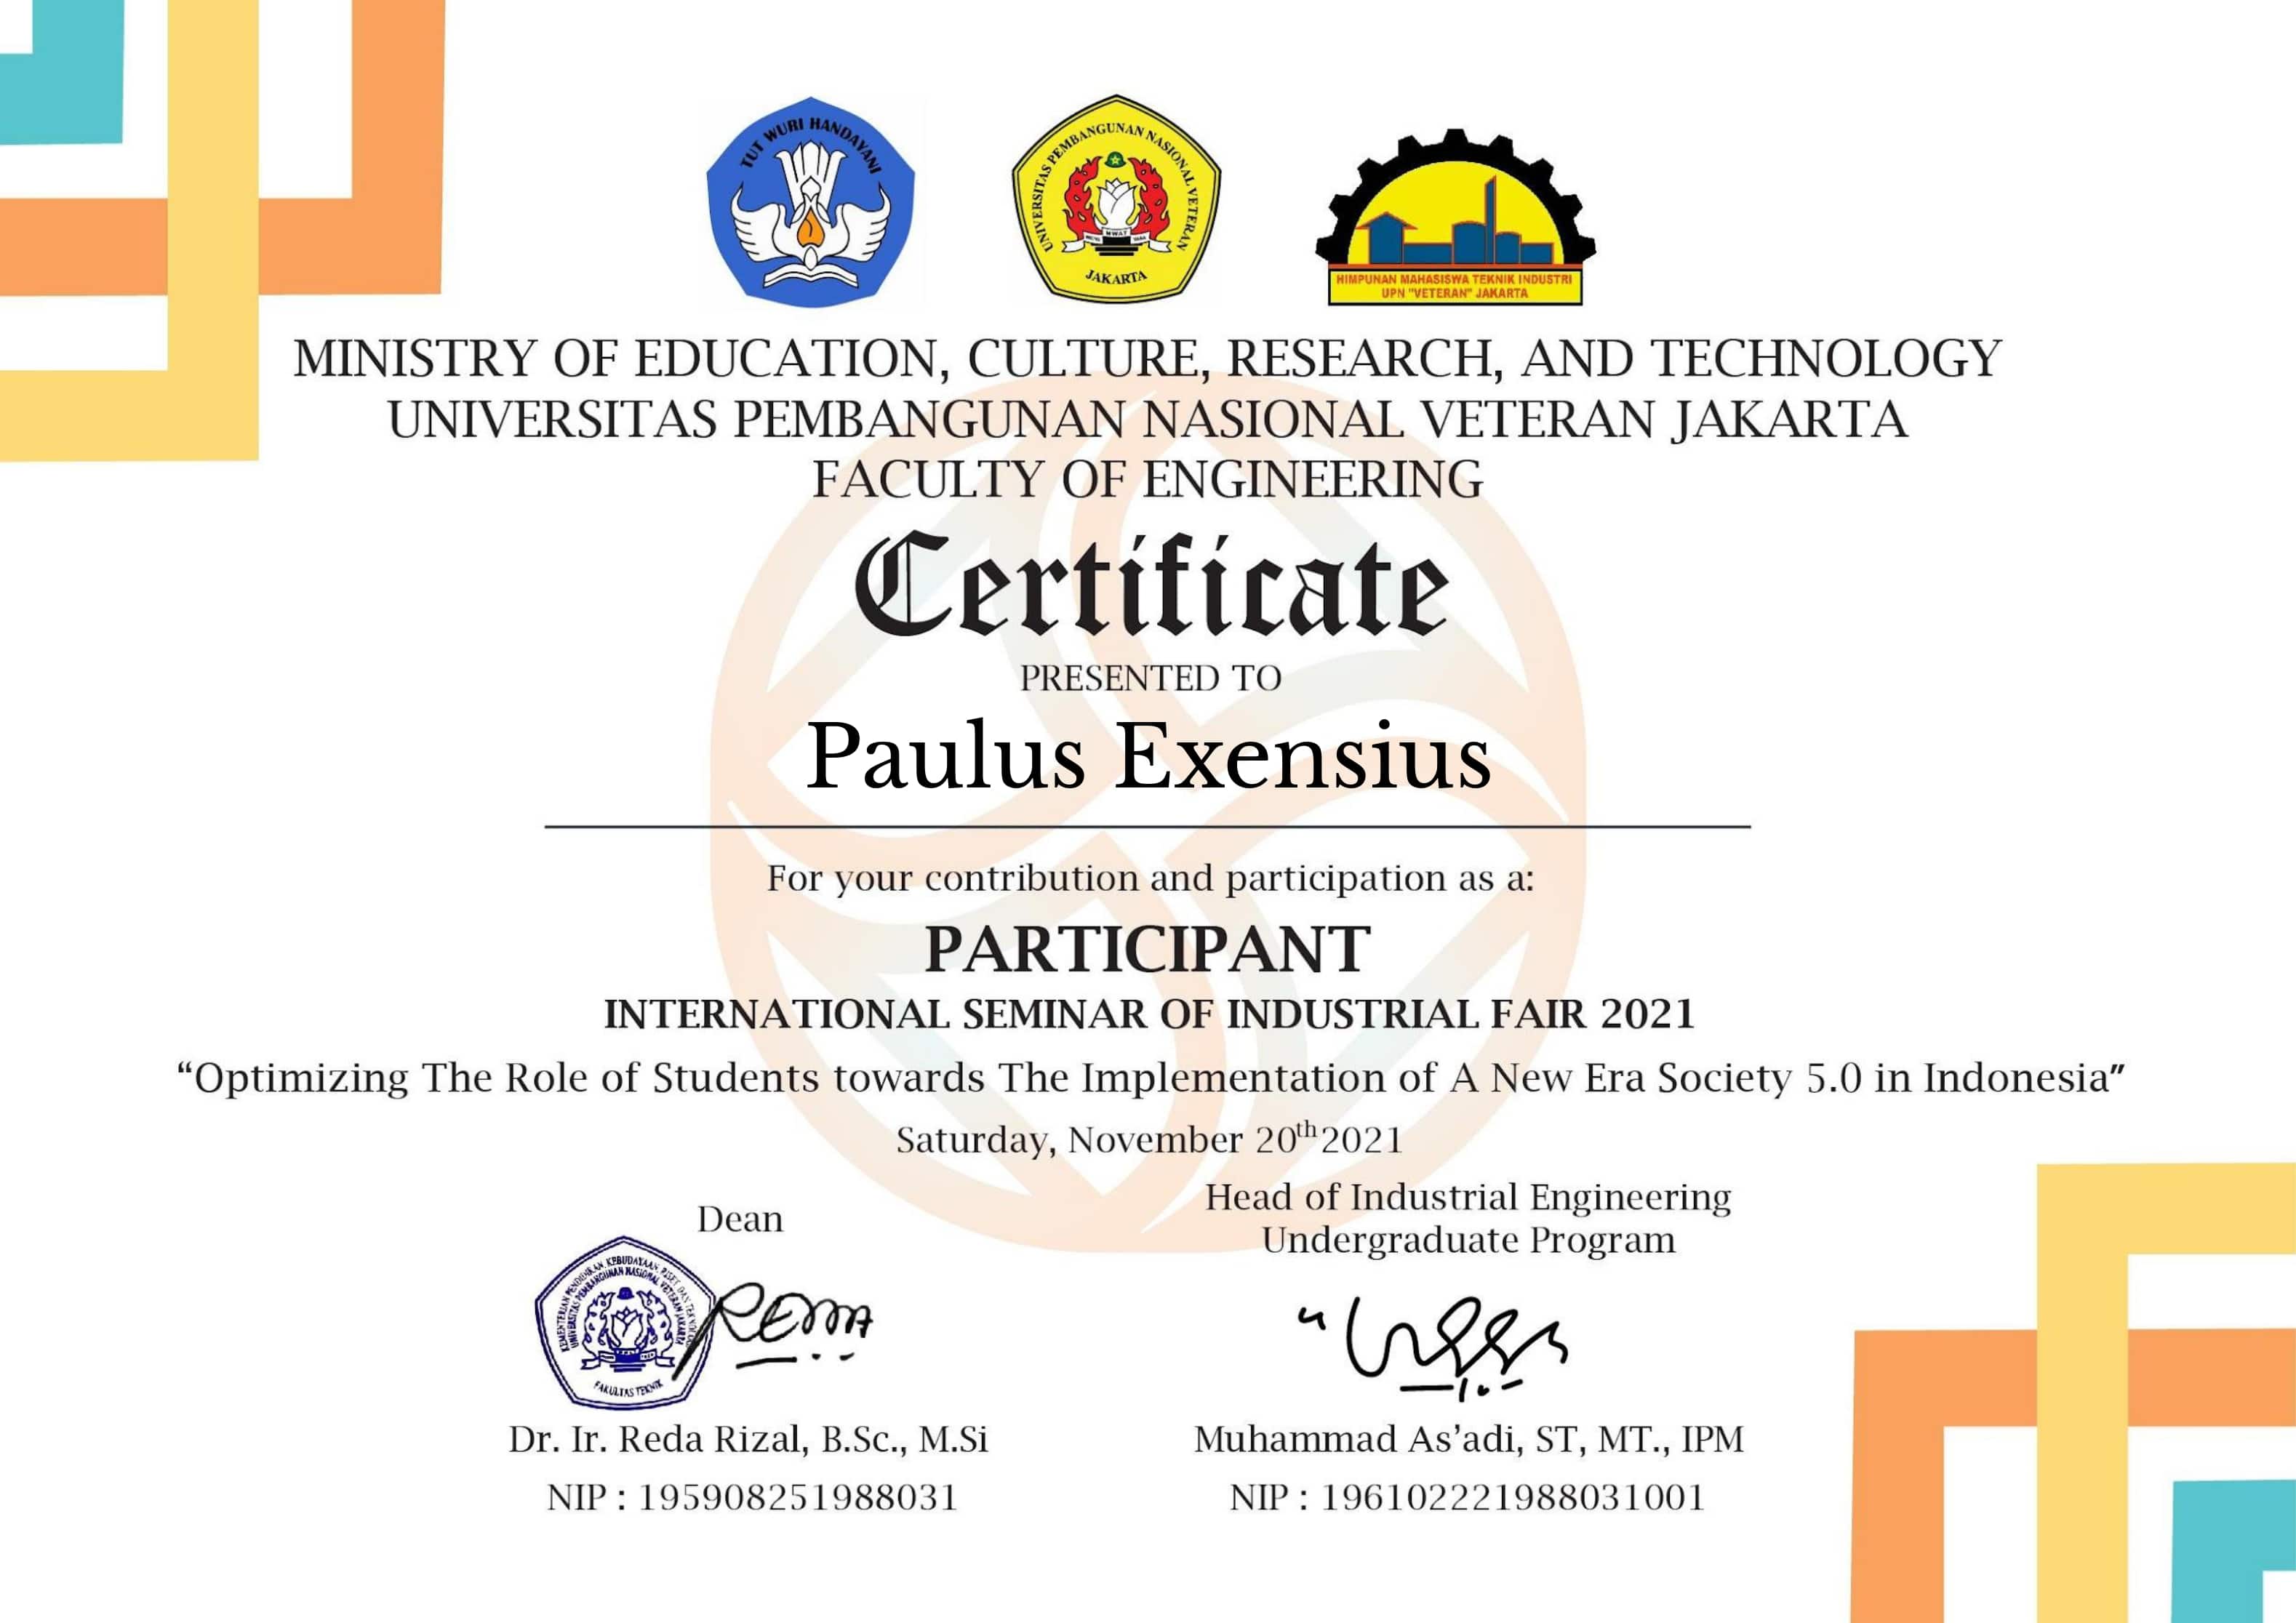 TUT WURI HANDAYANI
UNIVERSITAS PEMBANGUNAN NASIONAL VETERAN
JAKARTA
HIMPUNAN MAHASISWA TEKNIK INDUSTRI
UPN "VETERAN" JAKARTA
MINISTRY OF EDUCATION, CULTURE, RESEARCH, AND TECHNOLOGY
UNIVERSITAS PEMBANGUNAN NASIONAL VETERAN JAKARTA
FACULTY OF ENGINEERING
Certificate
PRESENTED TO
Paulus Exensius
For your contribution and participation as a:
PARTICIPANT
INTERNATIONAL SEMINAR OF INDUSTRIAL FAIR 2021
“Optimizing The Role of Students towards The Implementation of A New Era Society 5.0 in Indonesia”
Saturday, November 20th 2021
Dean
Head of Industrial Engineering
Undergraduate Program
KEMENTERIAN PENDIDIKAN, KEBUDAYAAN, RISET DAN TEKNOLOGI
UNIVERSITAS PEMBANGUNAN NASIONAL VETERAN JAKARTA
FAKULTAS TEKNIK
Dr. Ir. Reda Rizal, B.Sc., M.Si
NIP : 195908251988031
Muhammad As’adi, ST, MT., IPM
NIP : 196102221988031001